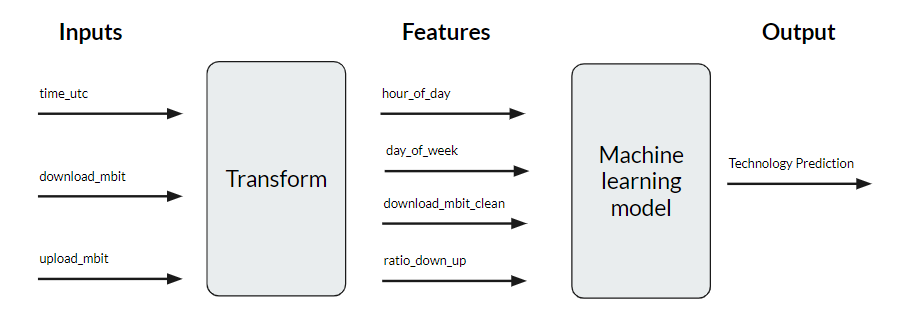 Inputs
Features
Output
time_utc
download_mbit
upload_mbit
Transform
hour_of_day
day_of_week
download_mbit_clean
ratio_down_up
Machine
learning
model
Technology Prediction